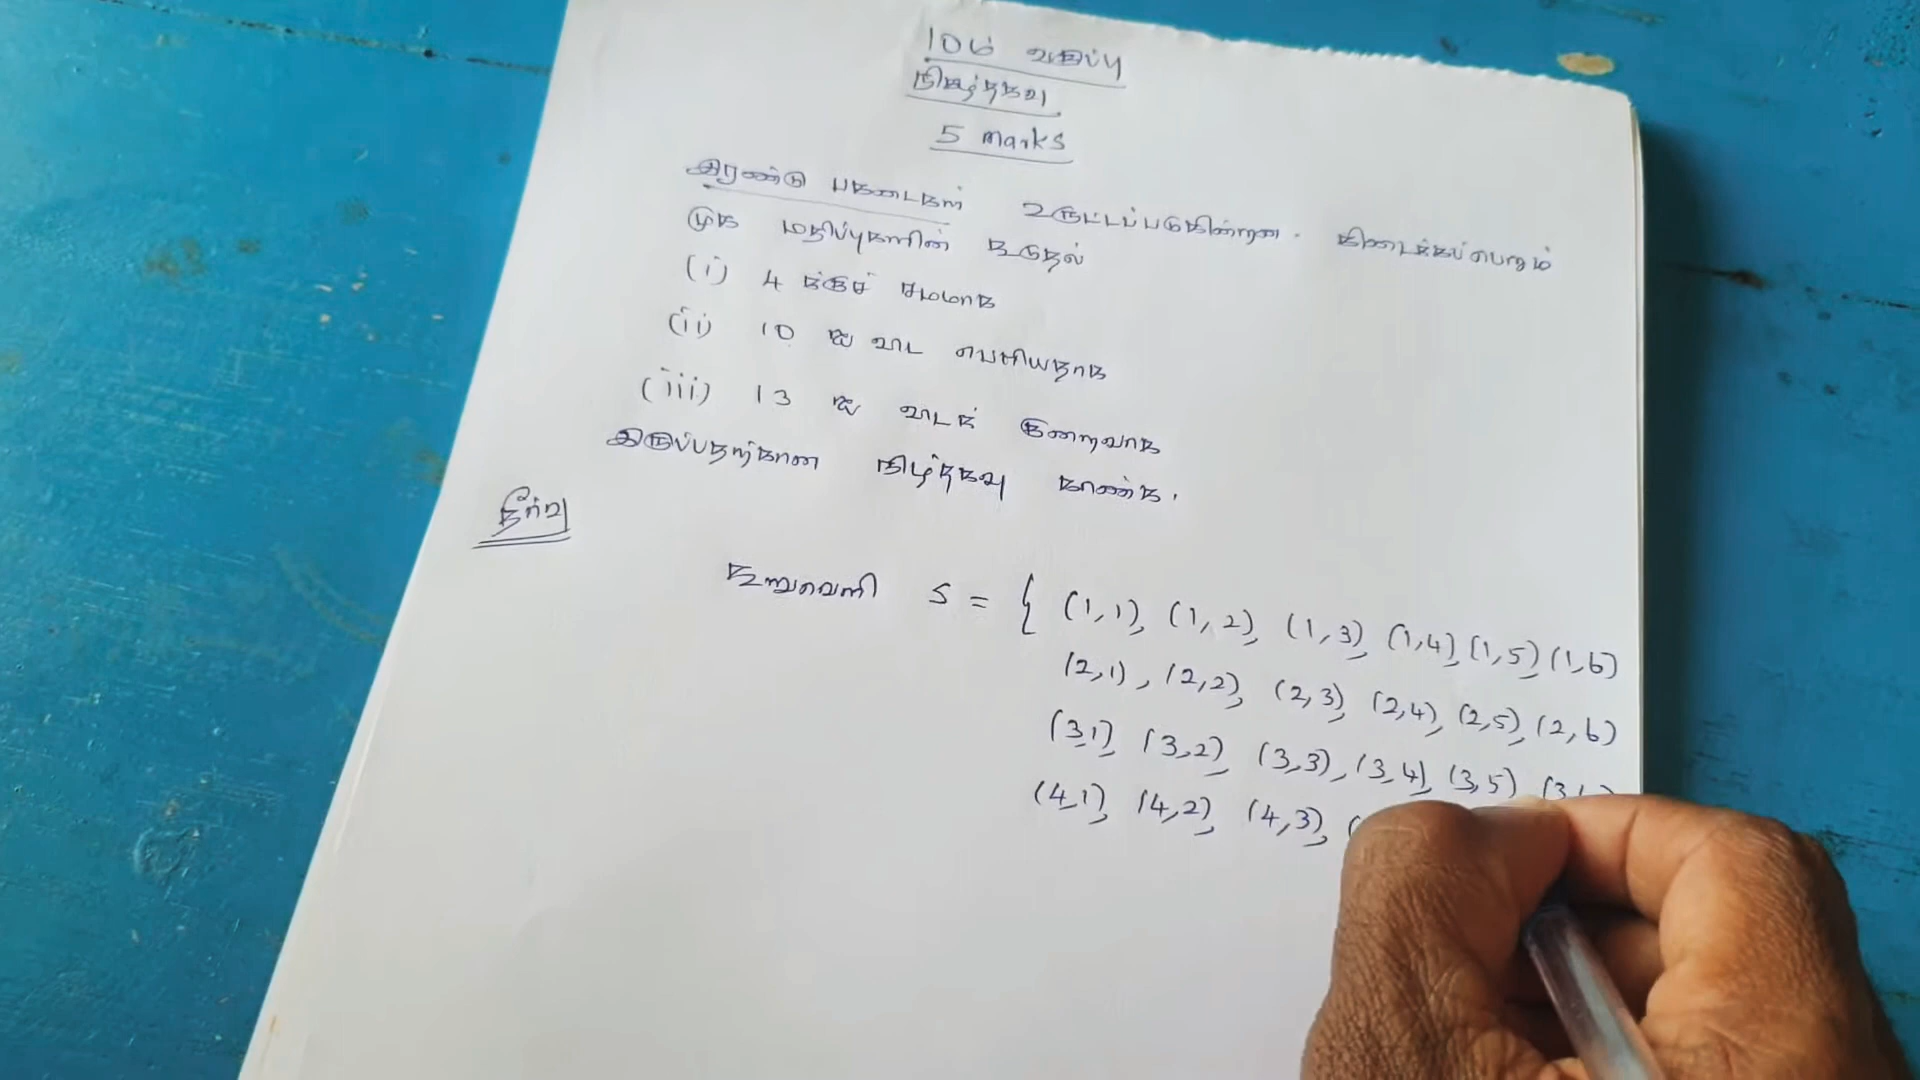 10ம் வகுப்பு
நிகழ்தகவு
5 marks
இரண்டு பகடைகள் உருட்டப்படுகின்றன. கிடைக்கப்பெறும்
முக மதிப்புகளின் கூடுதல்
(i) 4 க்குச் சமமாக
(ii) 10 ஐ விட பெரியதாக
(iii) 13 ஐ விடக் குறைவாக
இருப்பதற்கான நிழ்தகவு காண்க.
தீர்வு
கூறுவெளி S = { (1,1), (1,2), (1,3), (1,4), (1,5) (1,6)
(2,1), (2,2), (2,3), (2,4), (2,5), (2,6)
(3,1), (3,2), (3,3), (3,4), (3,5),
(4,1), (4,2), (4,3),